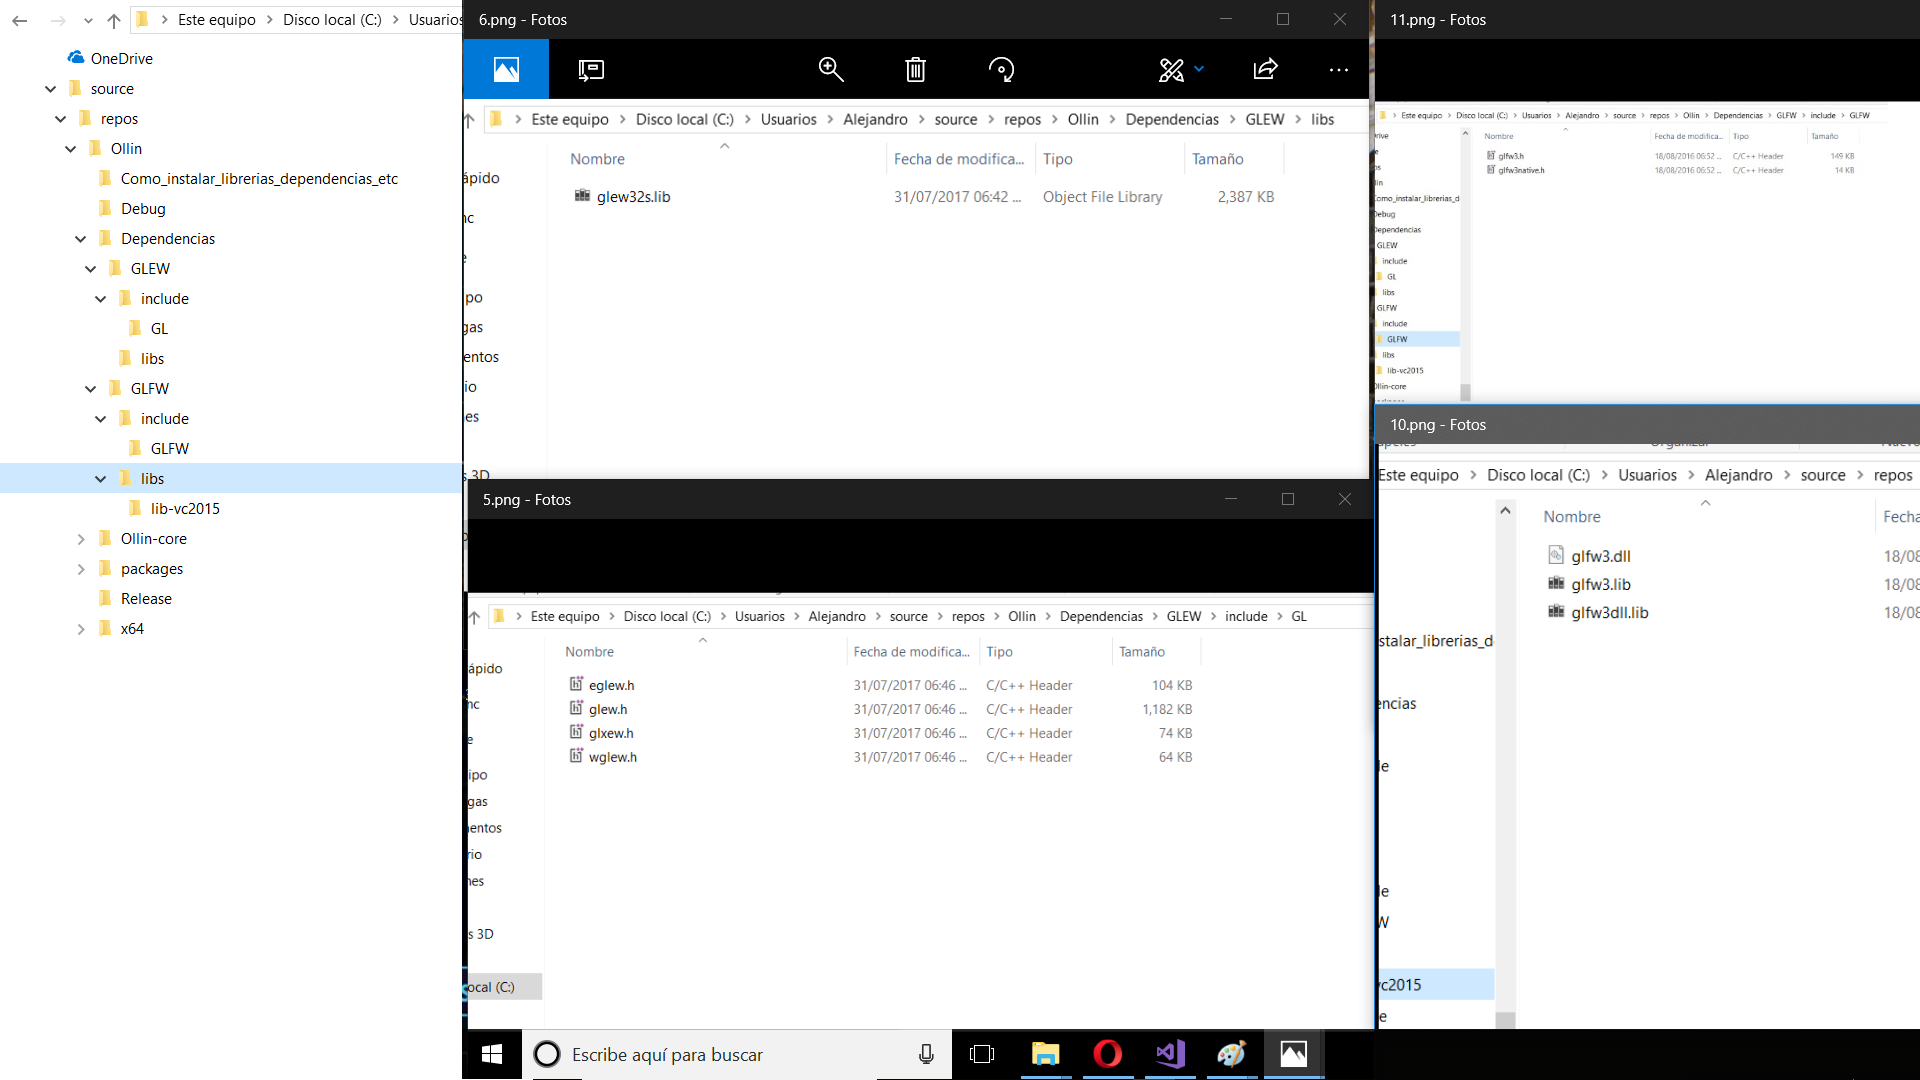 Este equipo > Disco local (C:) > Usuarios
OneDrive
source
repos
Ollin
Como_instalar_librerias_dependencias_etc
Debug
Dependencias
GLEW
include
GL
libs
GLFW
include
GLFW
libs
lib-vc2015
Ollin-core
packages
Release
x64
6.png - Fotos
Este equipo > Disco local (C:) > Usuarios > Alejandro > source > repos > Ollin > Dependencias > GLEW > libs
Nombre Fecha de modifica... Tipo Tamaño
glew32s.lib 31/07/2017 06:42 ... Object File Library 2,387 KB
ápido
nc
e
po
gas
entos
io
es
s 3D
5.png - Fotos
Este equipo > Disco local (C:) > Usuarios > Alejandro > source > repos > Ollin > Dependencias > GLEW > include > GL
Nombre Fecha de modifica... Tipo Tamaño
eglew.h 31/07/2017 06:46 ... C/C++ Header 104 KB
glew.h 31/07/2017 06:46 ... C/C++ Header 1,182 KB
glxew.h 31/07/2017 06:46 ... C/C++ Header 74 KB
wglew.h 31/07/2017 06:46 ... C/C++ Header 64 KB
ápido
nc
e
ipo
gas
entos
rio
nes
s 3D
ocal (C:)
11.png - Fotos
Este equipo > Disco local (C:) > Usuarios > Alejandro > source > repos > Ollin > Dependencias > GLFW > include > GLFW
Nombre Fecha de modifica... Tipo Tamaño
glfw3.h 18/08/2016 06:52 ... C/C++ Header 149 KB
glfw3native.h 18/08/2016 06:52 ... C/C++ Header 14 KB
rive
e
os
lin
Como_instalar_librerias_d
Debug
Dependencias
GLEW
include
GL
libs
GLFW
include
GLFW
libs
lib-vc2015
Ollin-core
10.png - Fotos
Este equipo > Disco local (C:) > Usuarios > Alejandro > source > repos
Nombre Fecha
glfw3.dll 18/08
glfw3.lib 18/08
glfw3dll.lib 18/08
stalar_librerias_d
encias
le
le
W
vc2015
e
Escribe aquí para buscar